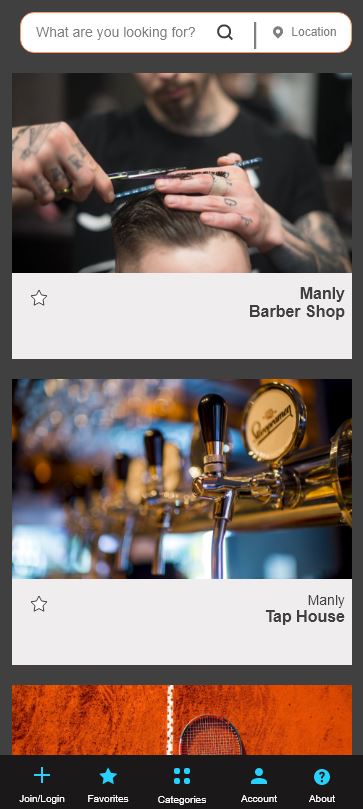 What are you looking for?
Location
Manly
Barber Shop
Manly
Tap House
Join/Login
Favorites
Categories
Account
About